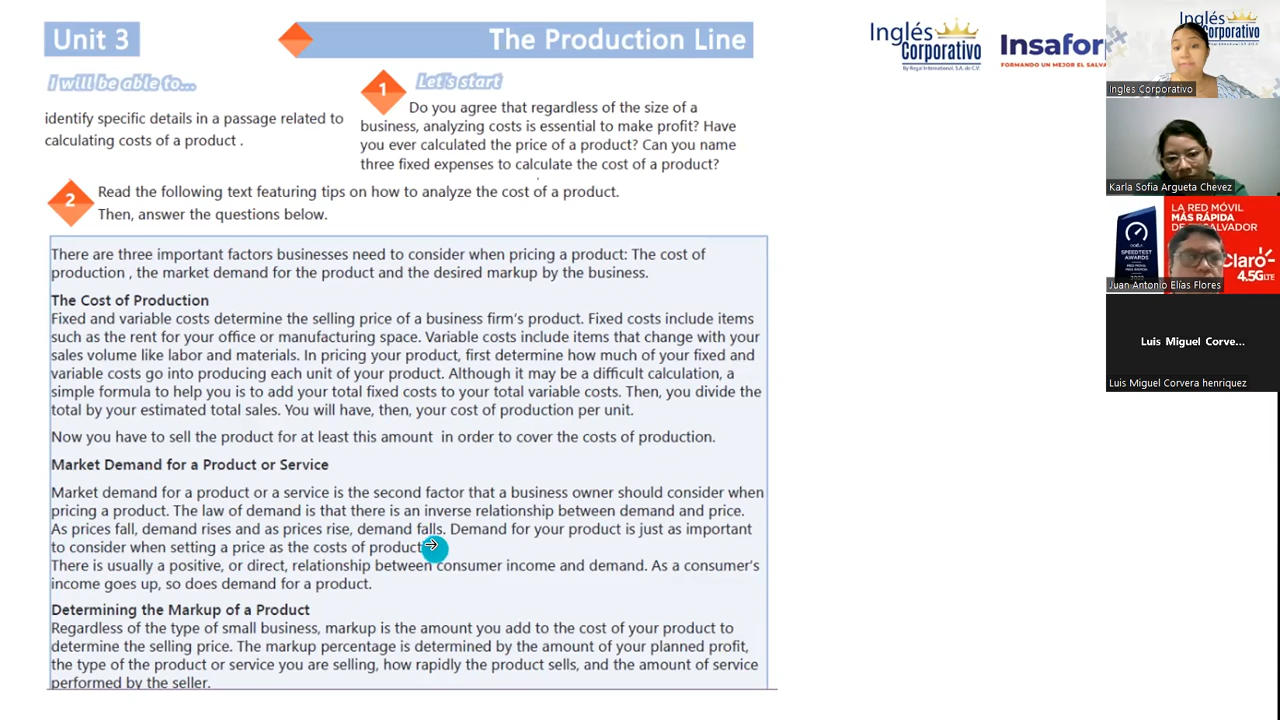 Unit 3
The Production Line
Inglés
Corporativo
By Regal International, S.A. de C.V.
Insafor
FORMANDO UN MEJOR EL SALVA
I will be able to...
identify specific details in a passage related to
calculating costs of a product .
1
Let's start
Do you agree that regardless of the size of a
business, analyzing costs is essential to make profit? Have
you ever calculated the price of a product? Can you name
three fixed expenses to calculate the cost of a product?
2
Read the following text featuring tips on how to analyze the cost of a product.
Then, answer the questions below.
There are three important factors businesses need to consider when pricing a product: The cost of
production , the market demand for the product and the desired markup by the business.
The Cost of Production
Fixed and variable costs determine the selling price of a business firm's product. Fixed costs include items
such as the rent for your office or manufacturing space. Variable costs include items that change with your
sales volume like labor and materials. In pricing your product, first determine how much of your fixed and
variable costs go into producing each unit of your product. Although it may be a difficult calculation, a
simple formula to help you is to add your total fixed costs to your total variable costs. Then, you divide the
total by your estimated total sales. You will have, then, your cost of production per unit.
Now you have to sell the product for at least this amount in order to cover the costs of production.
Market Demand for a Product or Service
Market demand for a product or a service is the second factor that a business owner should consider when
pricing a product. The law of demand is that there is an inverse relationship between demand and price.
As prices fall, demand rises and as prices rise, demand falls. Demand for your product is just as important
to consider when setting a price as the costs of product
There is usually a positive, or direct, relationship between consumer income and demand. As a consumer's
income goes up, so does demand for a product.
Determining the Markup of a Product
Regardless of the type of small business, markup is the amount you add to the cost of your product to
determine the selling price. The markup percentage is determined by the amount of your planned profit,
the type of the product or service you are selling, how rapidly the product sells, and the amount of service
performed by the seller.
Inglés
Corporativo
Ingles Corporativo
Karla Sofia Argueta Chevez
LA RED MÓVIL
MÁS RÁPIDA
SALVADOR
SPEEDTEST
AWARDS
Claro
4.5G LTE
Juan Antonio Elías Flores
Luis Miguel Corve...
Luis Miguel Corvera henriquez